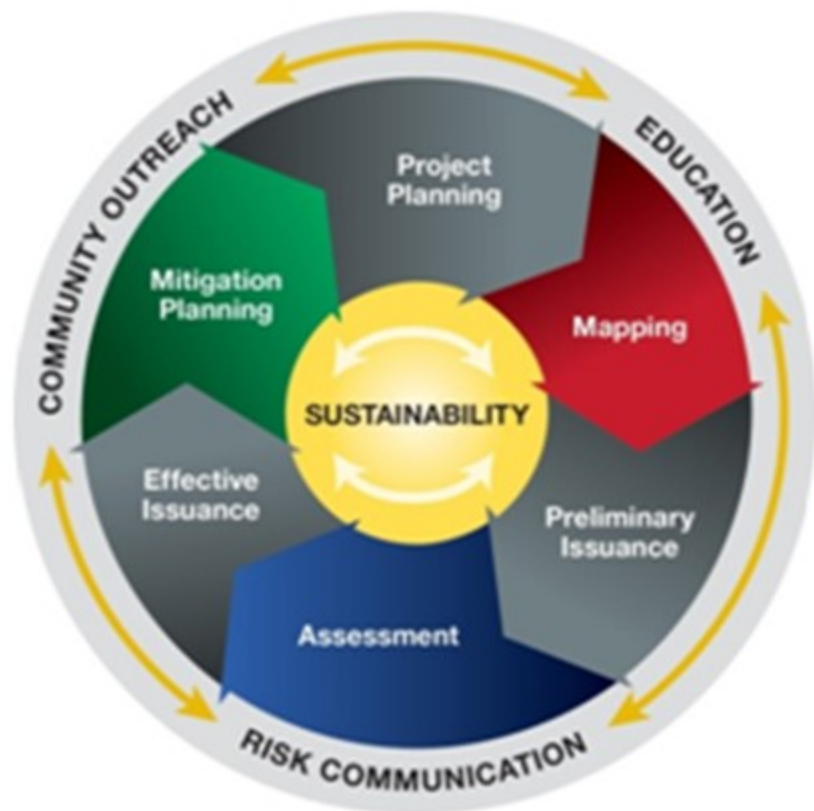 COMMUNITY OUTREACH
EDUCATION
Project
Planning
Mapping
Preliminary
Issuance
Assessment
Effective
Issuance
Mitigation
Planning
SUSTAINABILITY
RISK COMMUNICATION